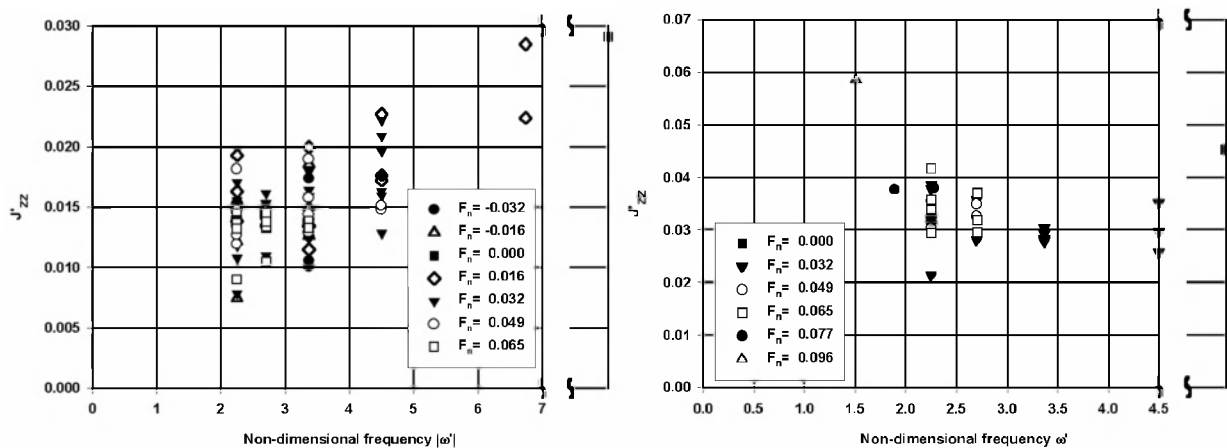 0.030
0.025
0.020
0.015
0.010
0.005
0.000
J'zz
0 1 2 3 4 5 6 7
Non-dimensional frequency |ω'|
Fn= -0.032
Fn= -0.016
Fn= 0.000
Fn= 0.016
Fn= 0.032
Fn= 0.049
Fn= 0.065
0.07
0.06
0.05
0.04
0.03
0.02
0.01
0.00
J'zz
0.0 0.5 1.0 1.5 2.0 2.5 3.0 3.5 4.0 4.5
Non-dimensional frequency ω'
Fn= 0.000
Fn= 0.032
Fn= 0.049
Fn= 0.065
Fn= 0.077
Fn= 0.096